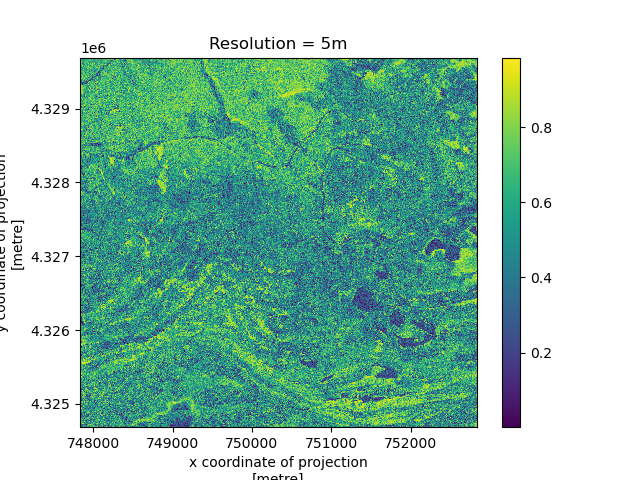 Resolution = 5m
1e6
4.329
4.328
4.327
4.326
4.325
y coordinate of projection
[metre]
748000 749000 750000 751000 752000
x coordinate of projection
[metre]
0.8
0.6
0.4
0.2